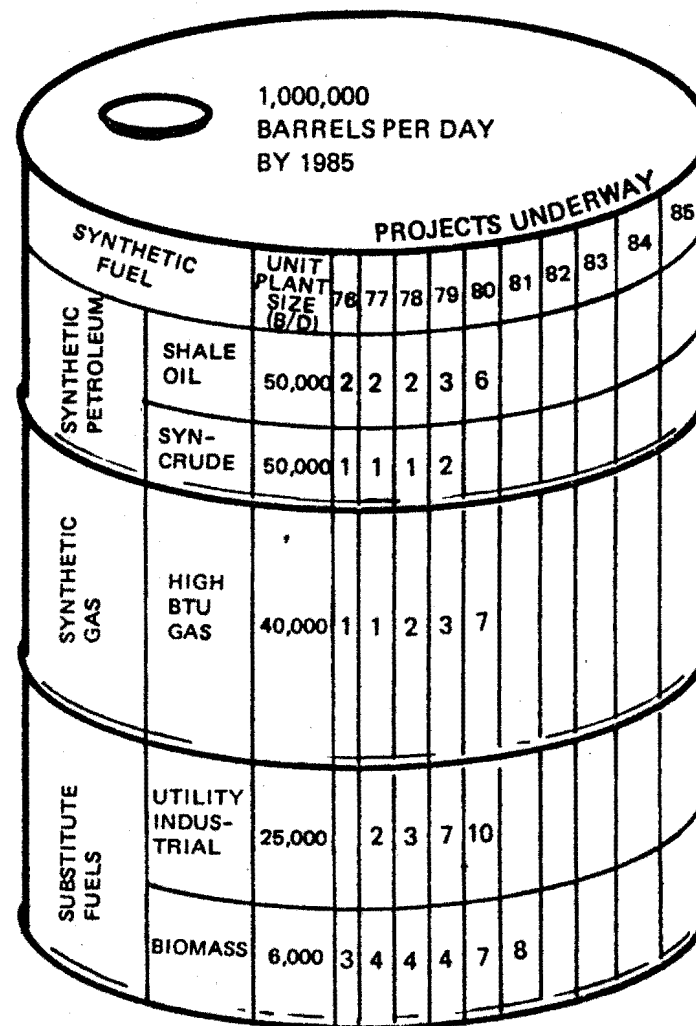 1,000,000
BARRELS PER DAY
BY 1985
PROJECTS UNDERWAY
SYNTHETIC
FUEL
UNIT
PLANT
SIZE
(B/D)
76 77 78 79 80 81 82 83 84 85
SYNTHETIC
PETROLEUM
SHALE
OIL
50,000 2 2 2 3 6
SYN-
CRUDE
50,000 1 1 1 2
SYNTHETIC
GAS
HIGH
BTU
GAS
40,000 1 1 2 3 7
SUBSTITUTE
FUELS
UTILITY
INDUS-
TRIAL
25,000 2 3 7 10
BIOMASS
6,000 3 4 4 4 7 8